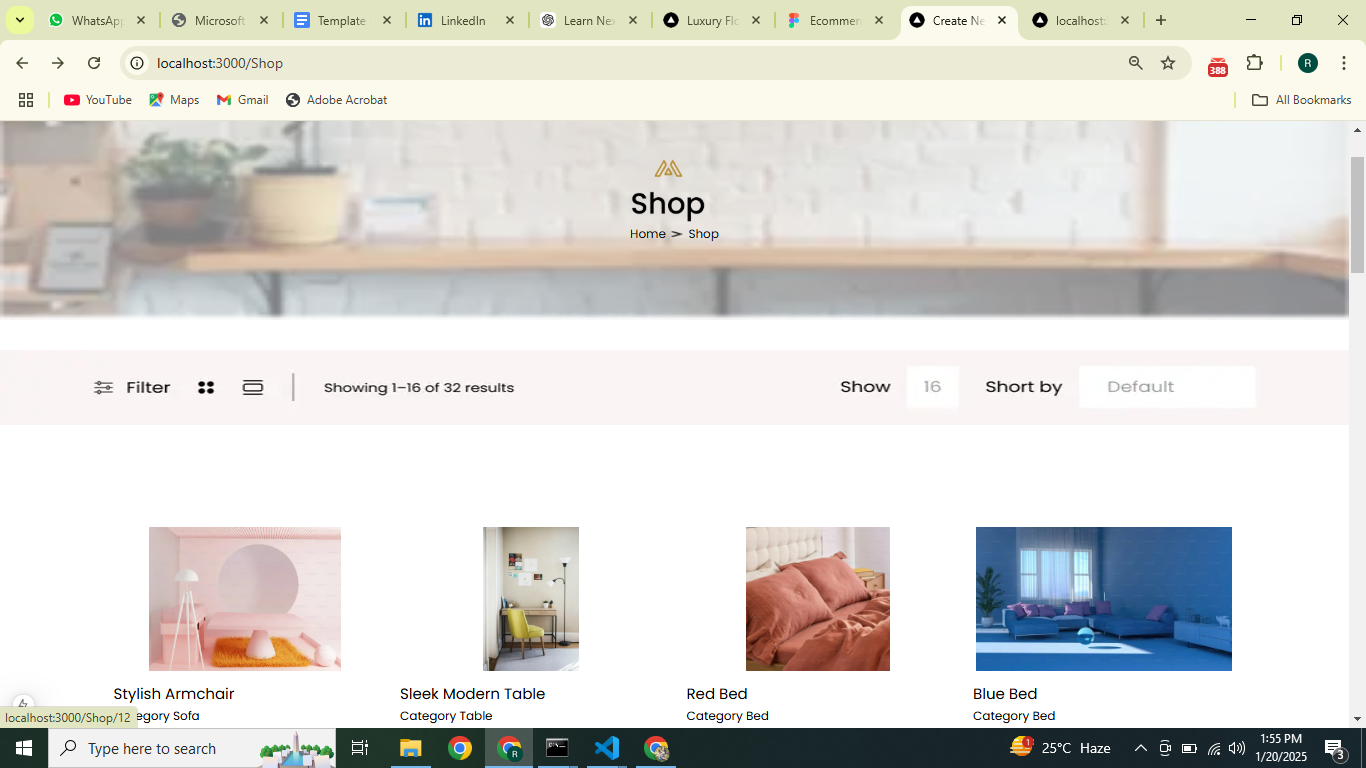 WhatsApp
Microsoft
Template
LinkedIn
Learn Nex
Luxury Flo
Ecommer
Create Ne
localhost:
localhost:3000/Shop
388
R
YouTube
Maps
Gmail
Adobe Acrobat
All Bookmarks
Shop
Home > Shop
Filter
Showing 1–16 of 32 results
Show
16
Short by
Default
Stylish Armchair
Sleek Modern Table
Red Bed
Blue Bed
egory Sofa
Category Table
Category Bed
Category Bed
localhost:3000/Shop/12
Type here to search
1
25°C Haze
1:55 PM
1/20/2025
3